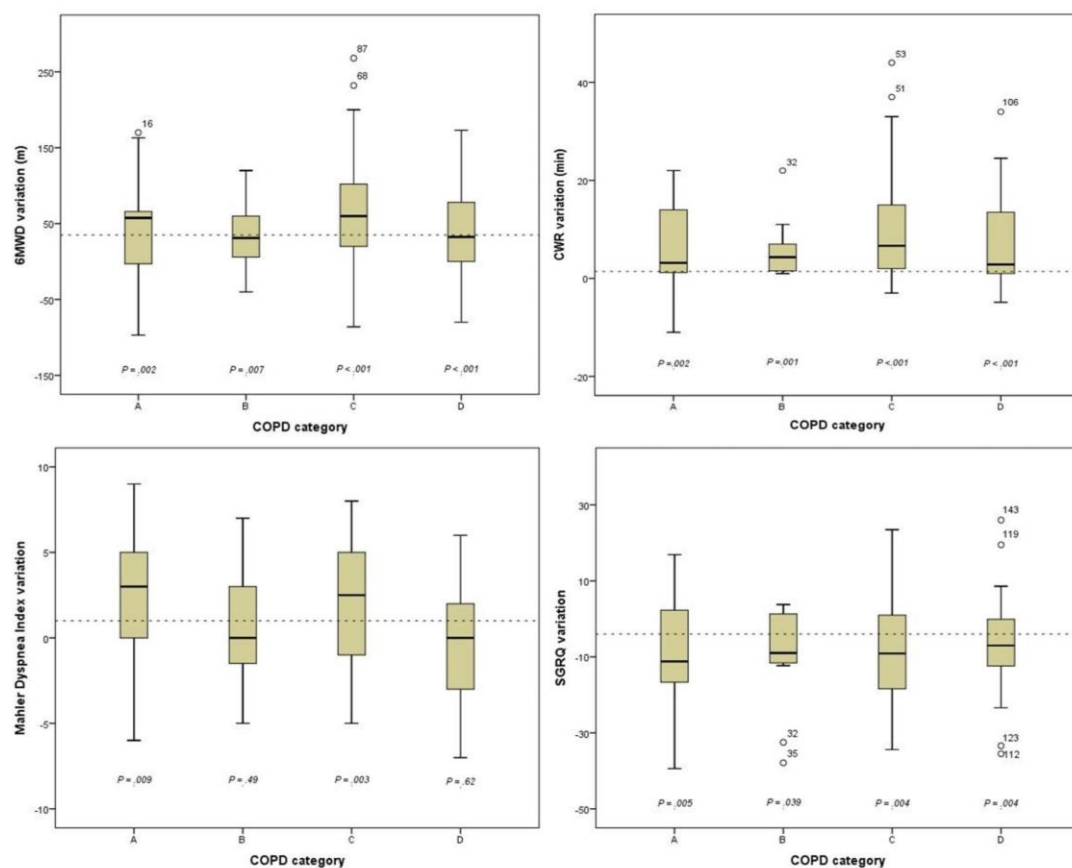 6MWD variation (m)
250
150
50
-50
-150
16
87
68
P = .002
P = .007
P < .001
P < .001
A
B
C
D
COPD category
CWR variation (min)
40
20
0
-20
32
53
51
106
P =.002
P =.001
P <.001
P <.001
A
B
C
D
COPD category
Mahler Dyspnea Index variation
10
5
0
-5
-10
P = .009
P = .49
P = .003
P = .62
A
B
C
D
COPD category
SGRQ variation
30
10
-10
-30
-50
32
35
143
119
123
112
P =.005
P =.039
P =.004
P =.004
A
B
C
D
COPD category